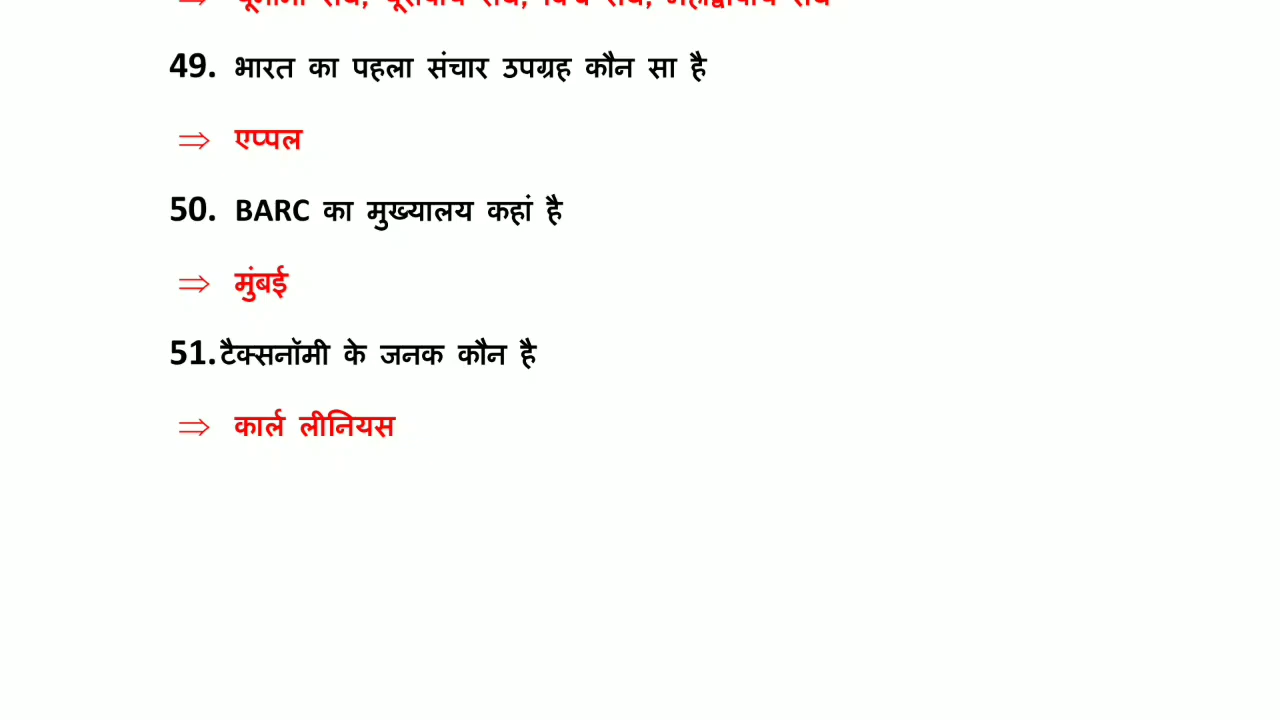 49. भारत का पहला संचार उपग्रह कौन सा है
⇒ एप्पल
50. BARC का मुख्यालय कहां है
⇒ मुंबई
51. टैक्सनॉमी के जनक कौन है
⇒ कार्ल लीनियस